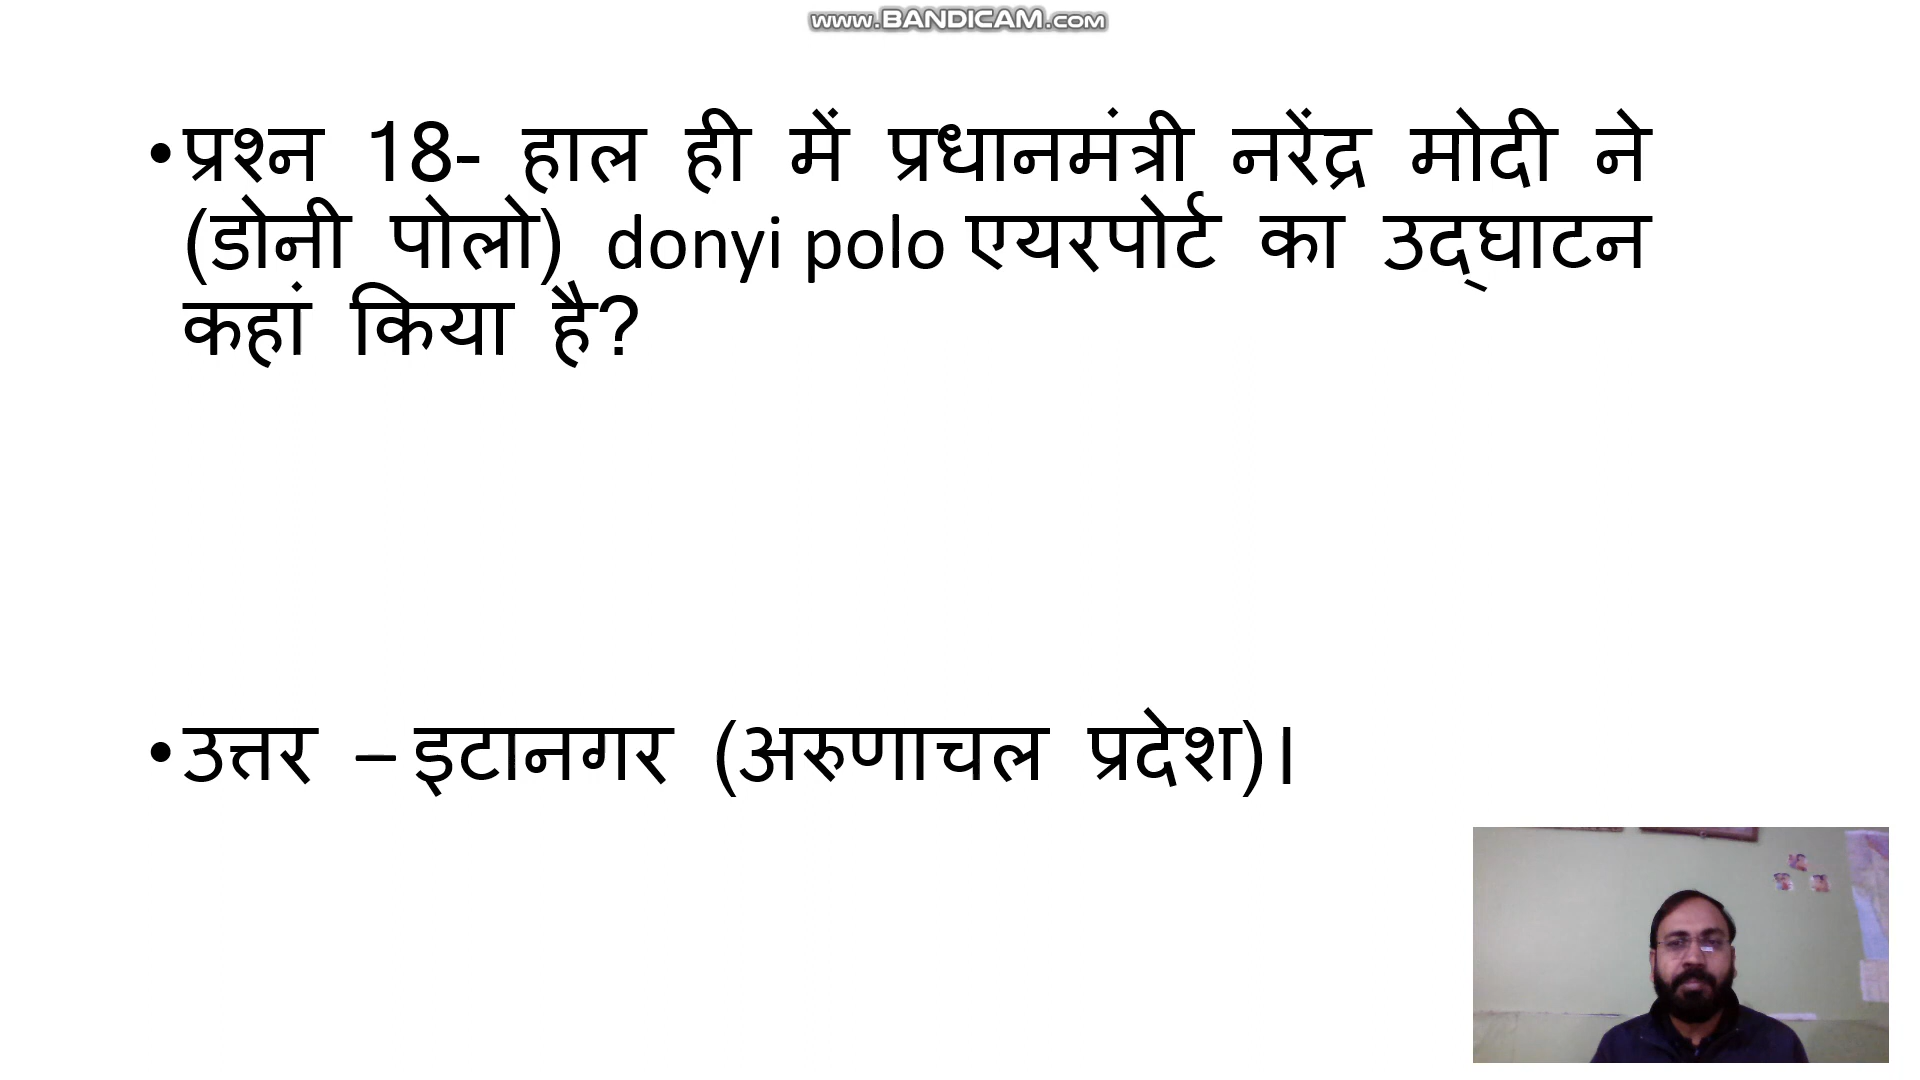 www.BANDICAM.com
•प्रश्न 18- हाल ही में प्रधानमंत्री नरेंद्र मोदी ने
(डोनी पोलो) donyi polo एयरपोर्ट का उद्‌घाटन
कहां किया है?
•उत्तर – इटानगर (अरुणाचल प्रदेश)।